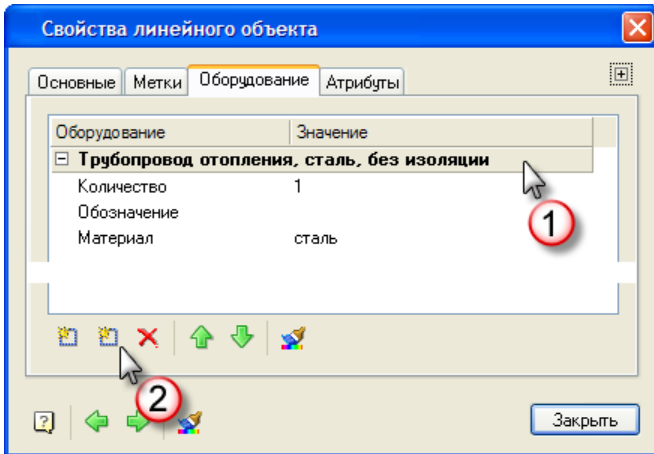 Свойства линейного объекта
Основные Метки Оборудование Атрибуты
Оборудование Значение
Трубопровод отопления, сталь, без изоляции
Количество 1
Обозначение
Материал сталь
1
2
Закрыть